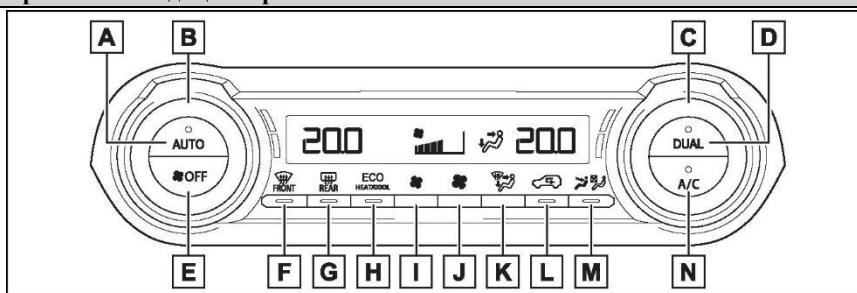 A B C D
AUTO 20.0 20.0 DUAL
OFF FRONT REAR ECO HEAT/COOL A/C
E F G H I J K L M N